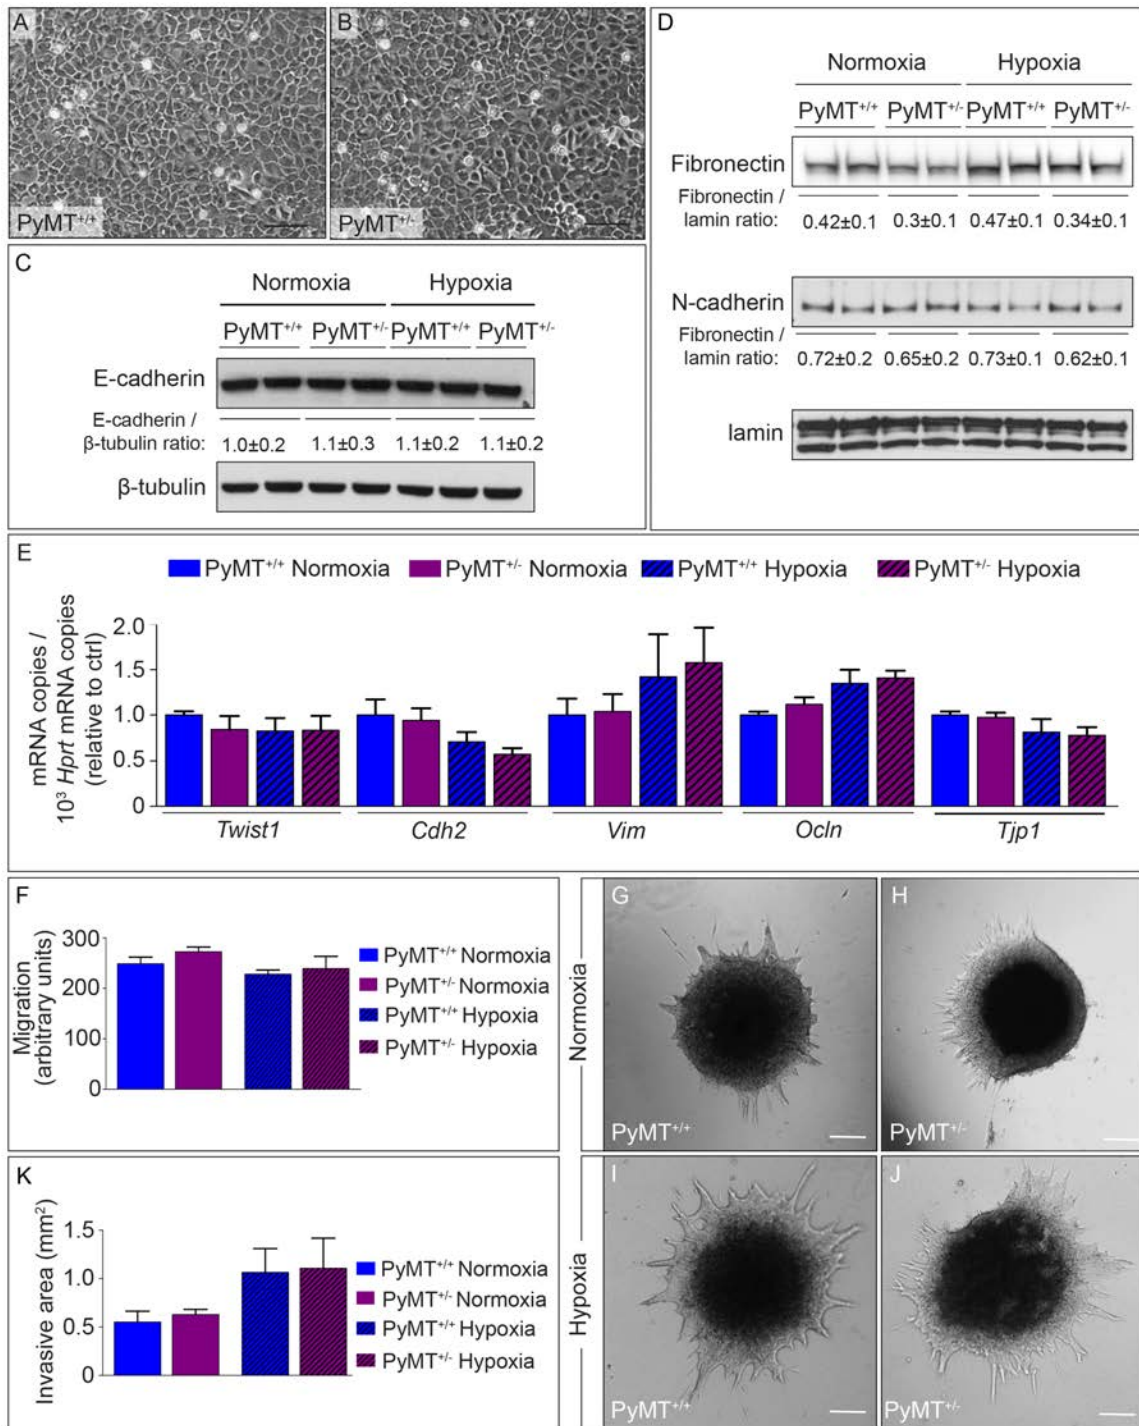 A
B
PyMT+/+
PyMT+/-
C
Normoxia Hypoxia
PyMT+/+ PyMT+/- PyMT+/+ PyMT+/-
E-cadherin
E-cadherin /
β-tubulin ratio: 1.0±0.2 1.1±0.3 1.1±0.2 1.1±0.2
β-tubulin
D
Normoxia Hypoxia
PyMT+/+ PyMT+/- PyMT+/+ PyMT+/-
Fibronectin
Fibronectin /
lamin ratio: 0.42±0.1 0.3±0.1 0.47±0.1 0.34±0.1
N-cadherin
Fibronectin /
lamin ratio: 0.72±0.2 0.65±0.2 0.73±0.1 0.62±0.1
lamin
E
PyMT+/+ Normoxia PyMT+/- Normoxia PyMT+/+ Hypoxia PyMT+/- Hypoxia
mRNA copies /
10³ Hprt mRNA copies
(relative to ctrl)
2.0
1.5
1.0
0.5
0
Twist1 Cdh2 Vim Ocln Tjp1
F
Migration
(arbitrary units)
300
200
100
0
PyMT+/+ Normoxia
PyMT+/- Normoxia
PyMT+/+ Hypoxia
PyMT+/- Hypoxia
Normoxia
G
PyMT+/+
H
PyMT+/-
Hypoxia
I
PyMT+/+
J
PyMT+/-
K
Invasive area (mm²)
1.5
1.0
0.5
0
PyMT+/+ Normoxia
PyMT+/- Normoxia
PyMT+/+ Hypoxia
PyMT+/- Hypoxia